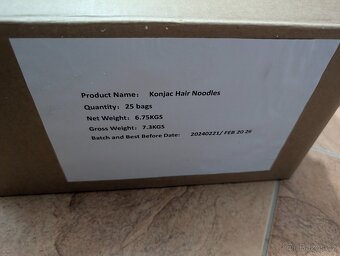 Product Name: Konjac Hair Noodles
Quantity: 25 bags
Net Weight: 6.75KGS
Gross Weight: 7.3KGS
Batch and Best Before Date: 20240221/ FEB 20 26